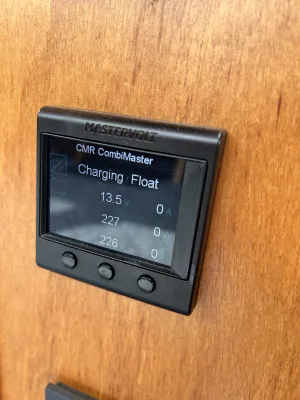 MASTERVOLT
CMR CombiMaster
Charging / Float
13.5 V 0 A
227 0
226 0